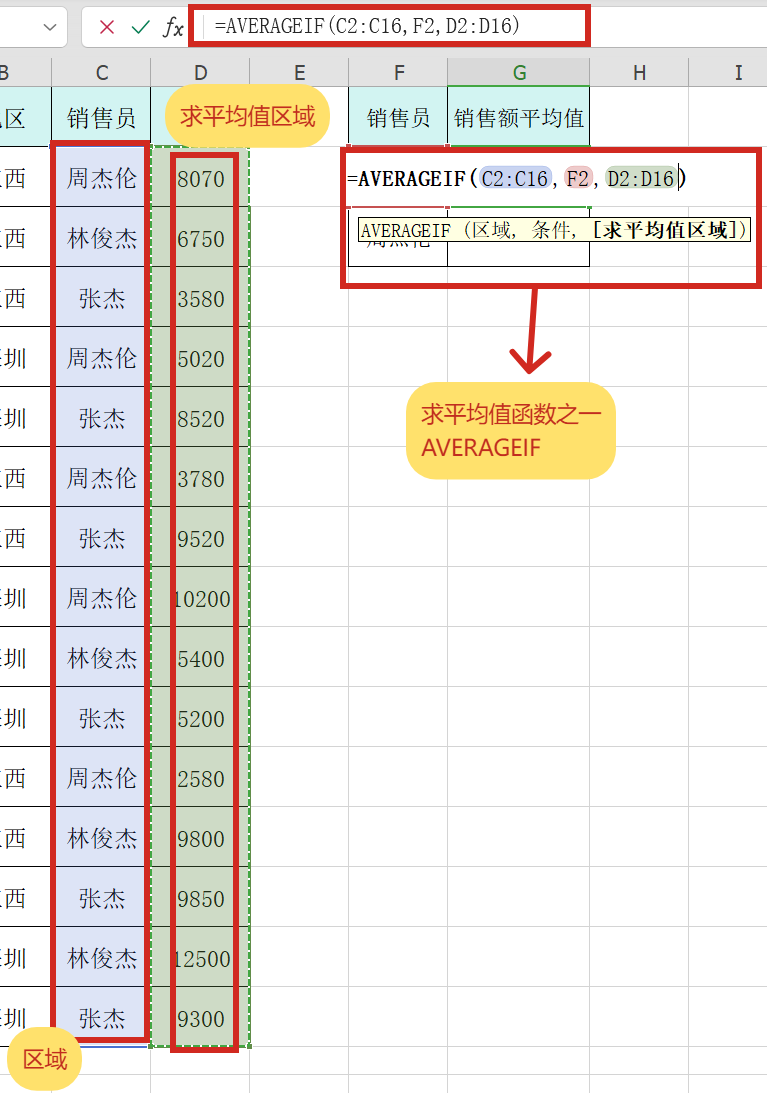 fx =AVERAGEIF(C2:C16,F2,D2:D16)
B C D E F G H I
区 销售员 求平均值区域 销售员 销售额平均值
西 周杰伦 8070 =AVERAGEIF(C2:C16,F2,D2:D16)
西 林俊杰 6750 AVERAGEIF (区域, 条件, [求平均值区域])
西 张杰 3580
圳 周杰伦 5020
圳 张杰 8520
求平均值函数之一
AVERAGEIF
西 周杰伦 3780
西 张杰 9520
圳 周杰伦 10200
圳 林俊杰 5400
圳 张杰 5200
西 周杰伦 2580
西 林俊杰 9800
西 张杰 9850
圳 林俊杰 12500
圳 张杰 9300
区域